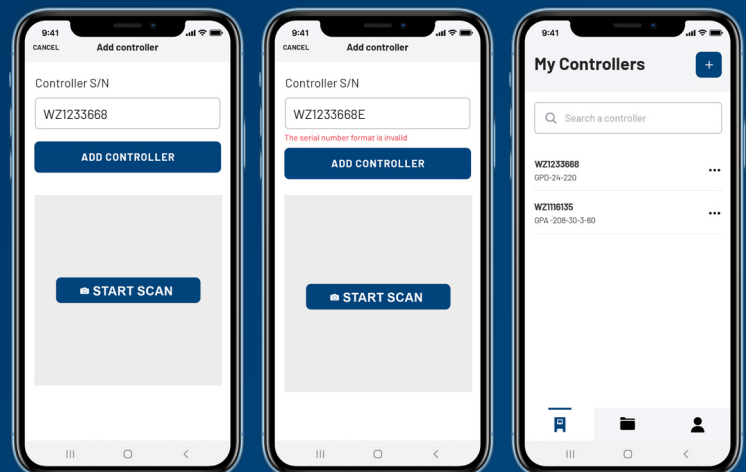 9:41
CANCEL Add controller
Controller S/N
WZ1233668
ADD CONTROLLER
START SCAN
9:41
CANCEL Add controller
Controller S/N
WZ1233668E
The serial number format is invalid
ADD CONTROLLER
START SCAN
9:41
My Controllers
+
Search a controller
WZ1233668
GPD-24-220
WZ1116135
GPA-208-30-3-60